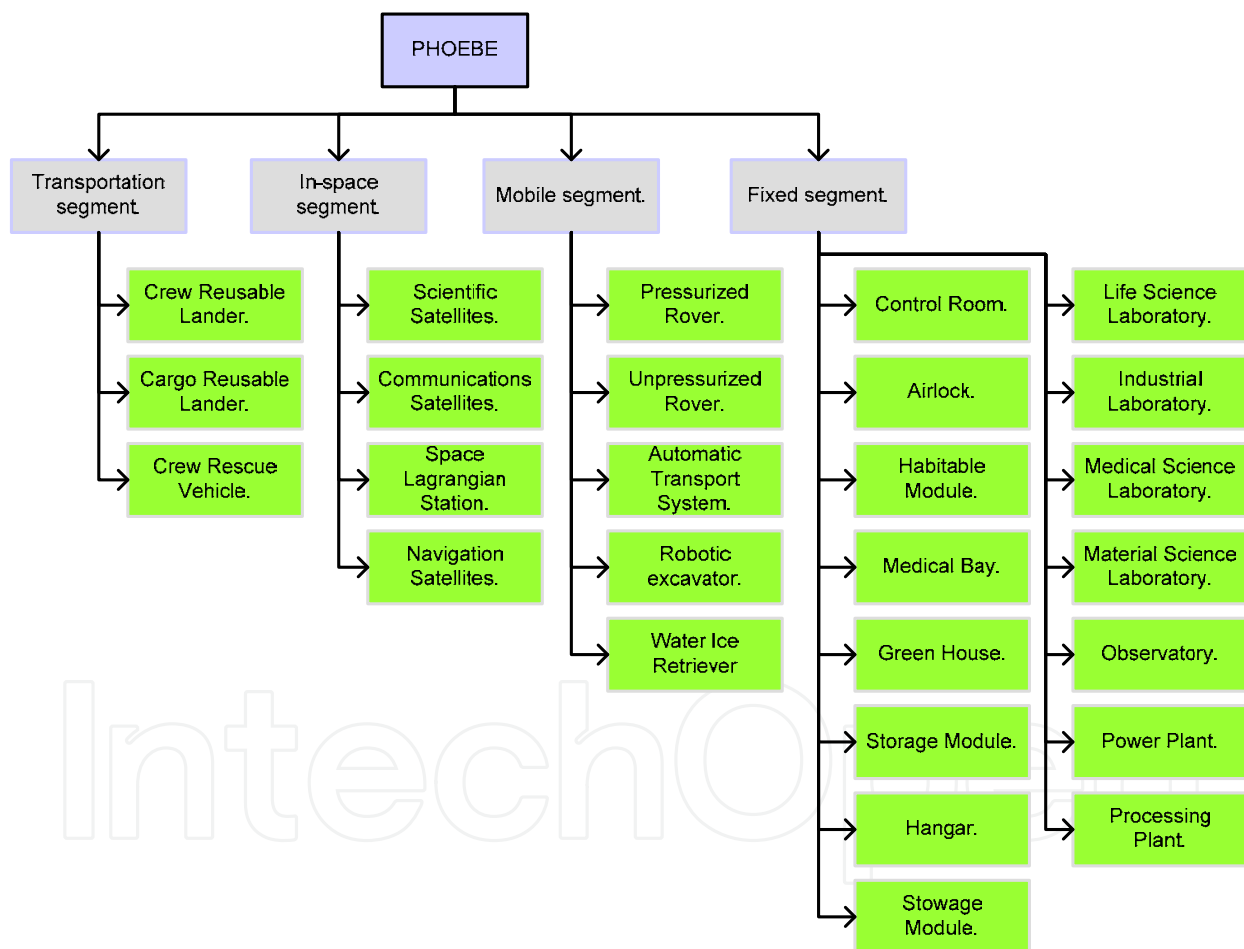 PHOEBE
Transportation
segment.
In-space
segment.
Mobile segment.
Fixed segment.
Crew Reusable
Lander.
Cargo Reusable
Lander.
Crew Rescue
Vehicle.
Scientific
Satellites.
Communications
Satellites.
Space
Lagrangian
Station.
Navigation
Satellites.
Pressurized
Rover.
Unpressurized
Rover.
Automatic
Transport
System.
Robotic
excavator.
Water Ice
Retriever
Control Room.
Airlock.
Habitable
Module.
Medical Bay.
Green House.
Storage Module.
Hangar.
Stowage
Module.
Life Science
Laboratory.
Industrial
Laboratory.
Medical Science
Laboratory.
Material Science
Laboratory.
Observatory.
Power Plant.
Processing
Plant.
IntechOpen